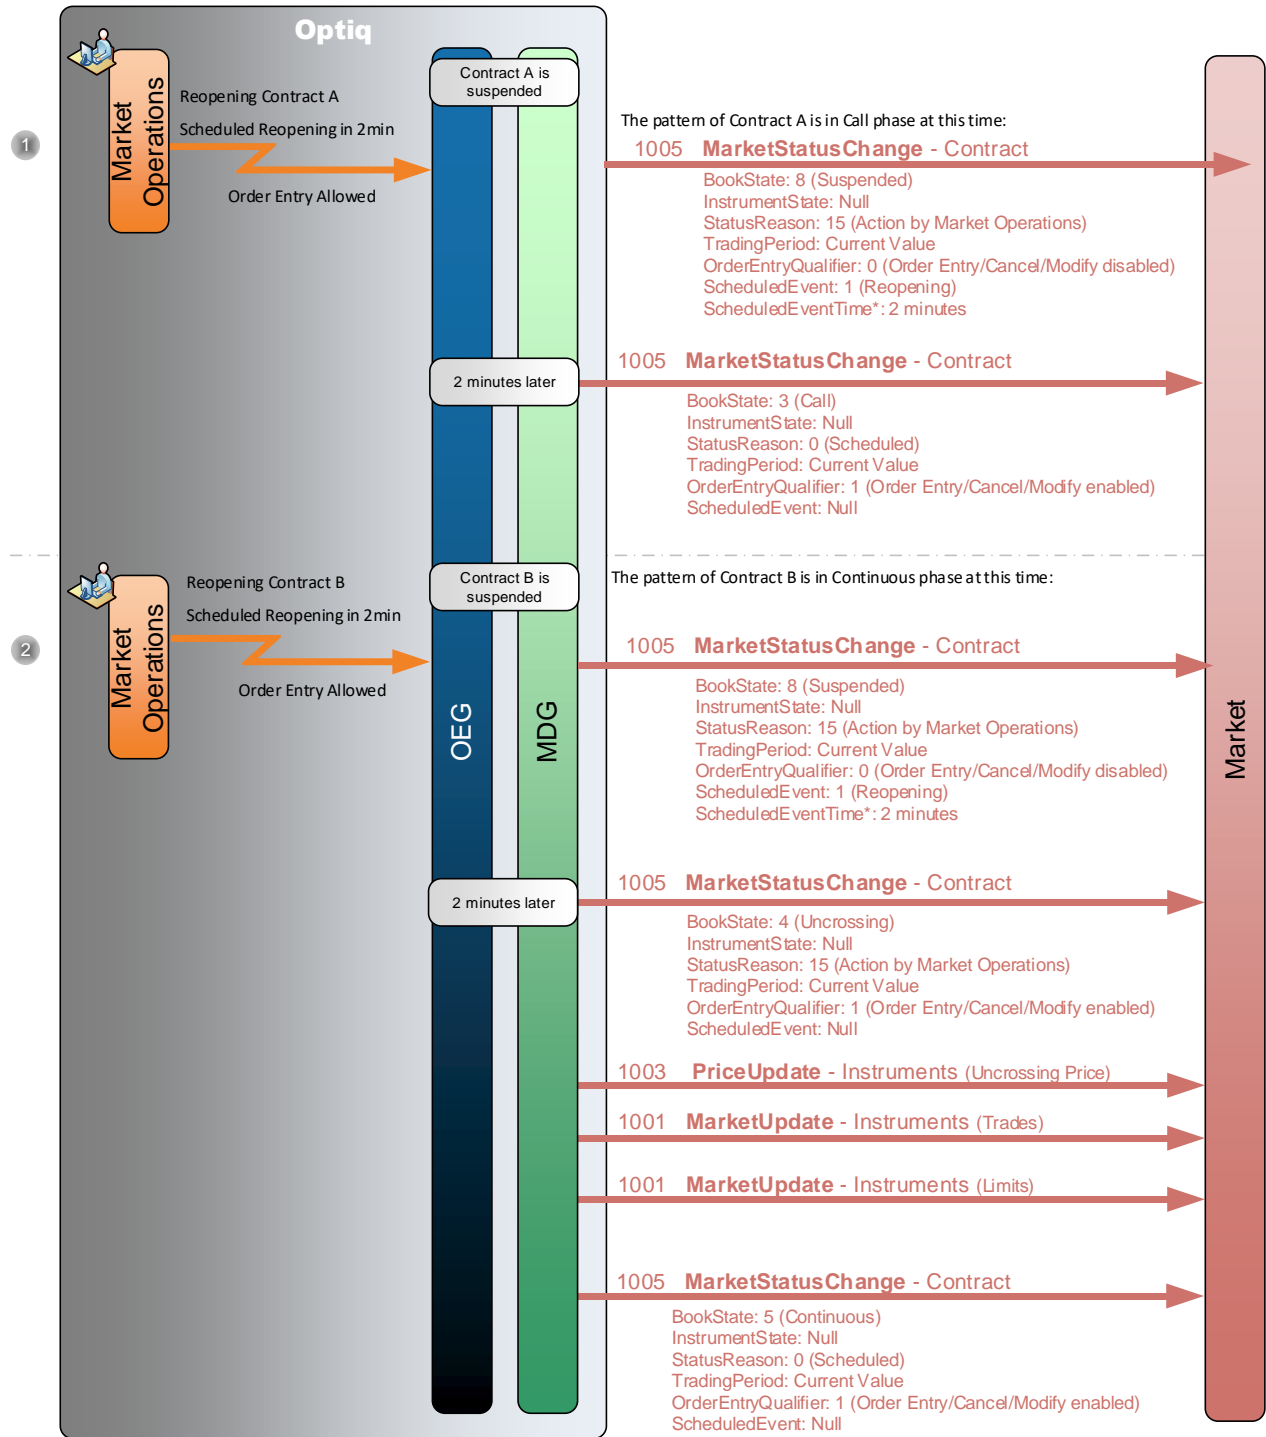 Optiq
Market
Operations
Reopening Contract A
Scheduled Reopening in 2min
Order Entry Allowed
1
Contract A is
suspended
The pattern of Contract A is in Call phase at this time:
1005 MarketStatusChange - Contract
BookState: 8 (Suspended)
InstrumentState: Null
StatusReason: 15 (Action by Market Operations)
TradingPeriod: Current Value
OrderEntryQualifier: 0 (Order Entry/Cancel/Modify disabled)
ScheduledEvent: 1 (Reopening)
ScheduledEventTime*: 2 minutes
2 minutes later
1005 MarketStatusChange - Contract
BookState: 3 (Call)
InstrumentState: Null
StatusReason: 0 (Scheduled)
TradingPeriod: Current Value
OrderEntryQualifier: 1 (Order Entry/Cancel/Modify enabled)
ScheduledEvent: Null
Market
Operations
Reopening Contract B
Scheduled Reopening in 2min
Order Entry Allowed
2
Contract B is
suspended
The pattern of Contract B is in Continuous phase at this time:
1005 MarketStatusChange - Contract
BookState: 8 (Suspended)
InstrumentState: Null
StatusReason: 15 (Action by Market Operations)
TradingPeriod: Current Value
OrderEntryQualifier: 0 (Order Entry/Cancel/Modify disabled)
ScheduledEvent: 1 (Reopening)
ScheduledEventTime*: 2 minutes
OEG
MDG
Market
2 minutes later
1005 MarketStatusChange - Contract
BookState: 4 (Uncrossing)
InstrumentState: Null
StatusReason: 15 (Action by Market Operations)
TradingPeriod: Current Value
OrderEntryQualifier: 1 (Order Entry/Cancel/Modify enabled)
ScheduledEvent: Null
1003 PriceUpdate - Instruments (Uncrossing Price)
1001 MarketUpdate - Instruments (Trades)
1001 MarketUpdate - Instruments (Limits)
1005 MarketStatusChange - Contract
BookState: 5 (Continuous)
InstrumentState: Null
StatusReason: 0 (Scheduled)
TradingPeriod: Current Value
OrderEntryQualifier: 1 (Order Entry/Cancel/Modify enabled)
ScheduledEvent: Null